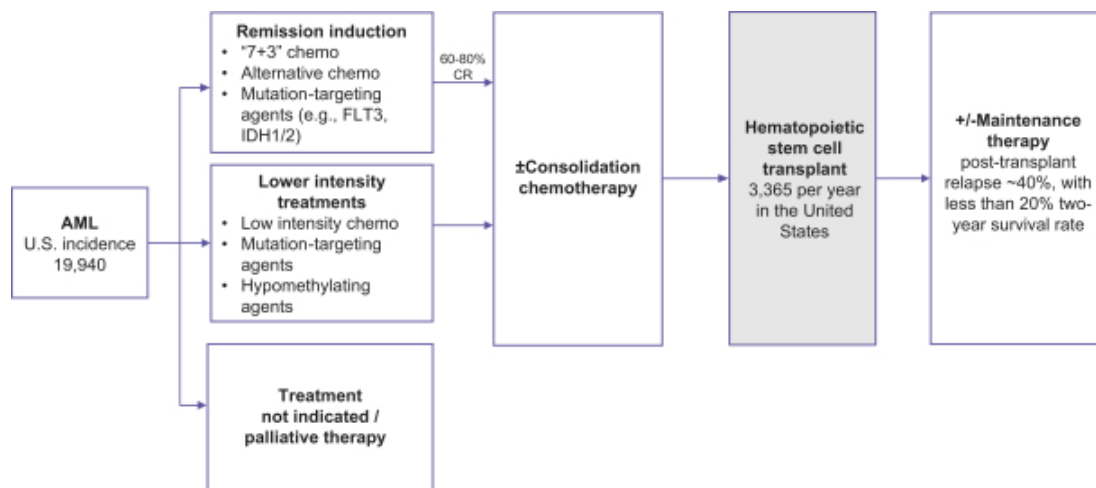 Remission induction
• “7+3” chemo
• Alternative chemo
• Mutation-targeting
agents (e.g., FLT3,
IDH1/2)
60-80%
CR
Lower intensity
treatments
• Low intensity chemo
• Mutation-targeting
agents
• Hypomethylating
agents
AML
U.S. incidence
19,940
Treatment
not indicated /
palliative therapy
±Consolidation
chemotherapy
Hematopoietic
stem cell
transplant
3,365 per year
in the United
States
+/-Maintenance
therapy
post-transplant
relapse ~40%, with
less than 20% two-
year survival rate